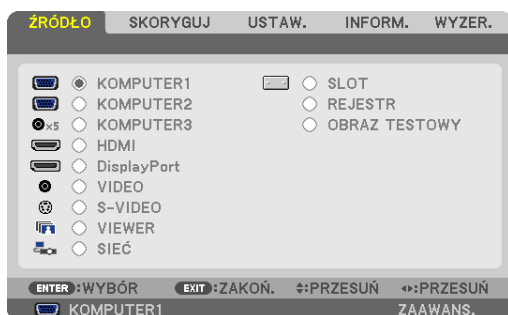 ŹRÓDŁO SKORYGUJ USTAW. INFORM. WYZER.
KOMPUTER1
KOMPUTER2
×5 KOMPUTER3
HDMI
DisplayPort
VIDEO
S-VIDEO
VIEWER
SIEĆ
SLOT
REJESTR
OBRAZ TESTOWY
ENTER:WYBÓR EXIT:ZAKOŃ. :PRZESUŃ :PRZESUŃ
KOMPUTER1 ZAAWANS.